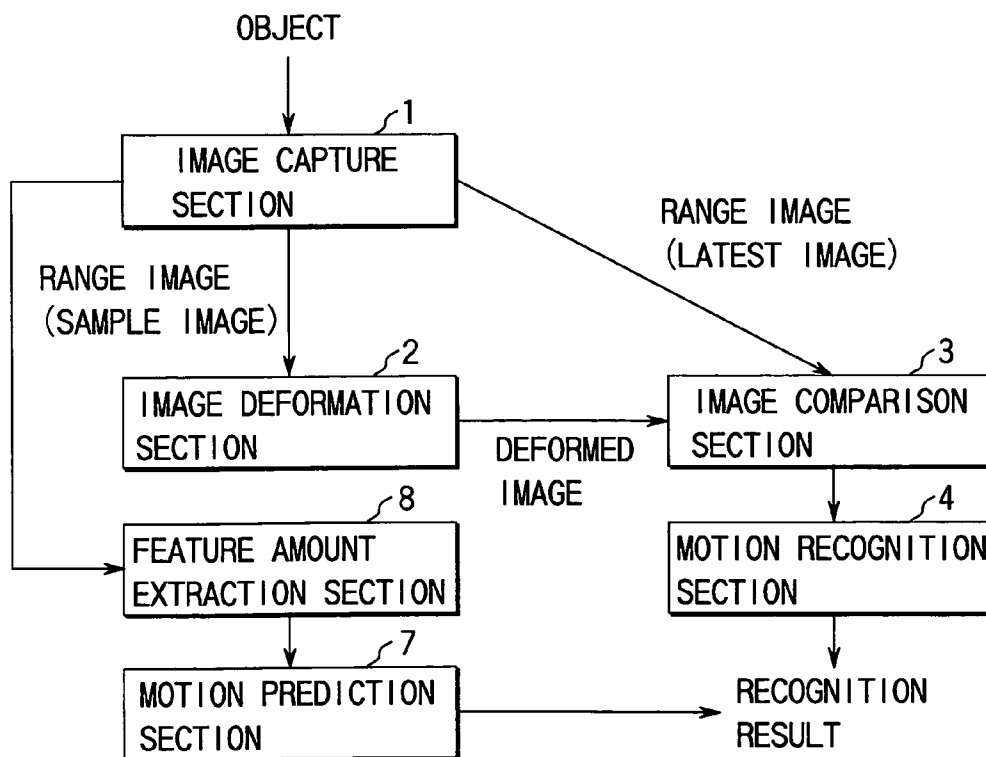 OBJECT
1
IMAGE CAPTURE
SECTION
RANGE IMAGE
(LATEST IMAGE)
RANGE IMAGE
(SAMPLE IMAGE)
2
IMAGE DEFORMATION
SECTION
3
IMAGE COMPARISON
SECTION
DEFORMED
IMAGE
8
FEATURE AMOUNT
EXTRACTION SECTION
4
MOTION RECOGNITION
SECTION
7
MOTION PREDICTION
SECTION
RECOGNITION
RESULT